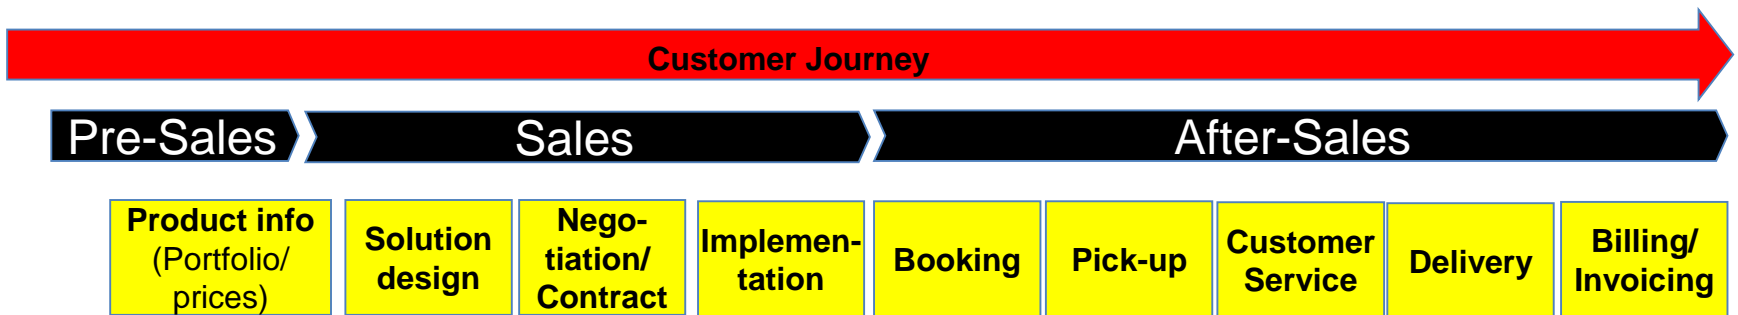 Customer Journey
Pre-Sales
Sales
After-Sales
Product info
(Portfolio/
prices)
Solution
design
Nego-
tiation/
Contract
Implemen-
tation
Booking
Pick-up
Customer
Service
Delivery
Billing/
Invoicing